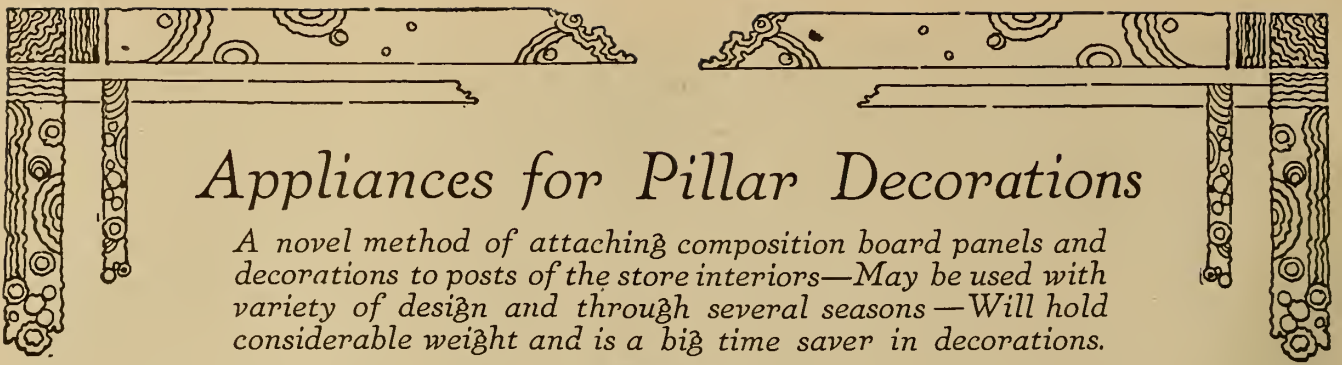 Appliances for Pillar Decorations
A novel method of attaching composition board panels and
decorations to posts of the store interiors—May be used with
variety of design and through several seasons—Will hold
considerable weight and is a big time saver in decorations.